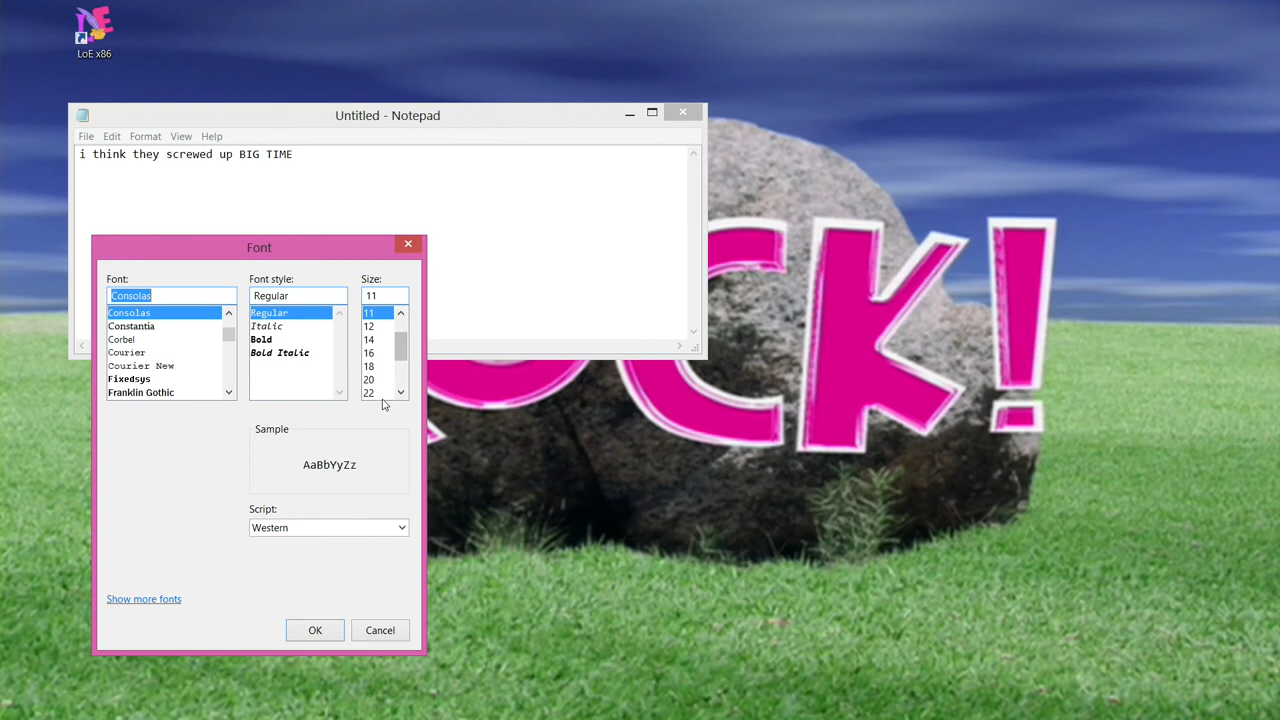 LoE x86
Untitled - Notepad
File Edit Format View Help
i think they screwed up BIG TIME
Font
Font: Font style: Size:
Consolas Regular 11
Consolas Regular 11
Constantia Italic 12
Corbel Bold 14
Courier Bold Italic 16
Courier New 18
Fixedsys 20
Franklin Gothic 22
Sample
AaBbYyZz
Script:
Western
Show more fonts
OK Cancel
OCK!